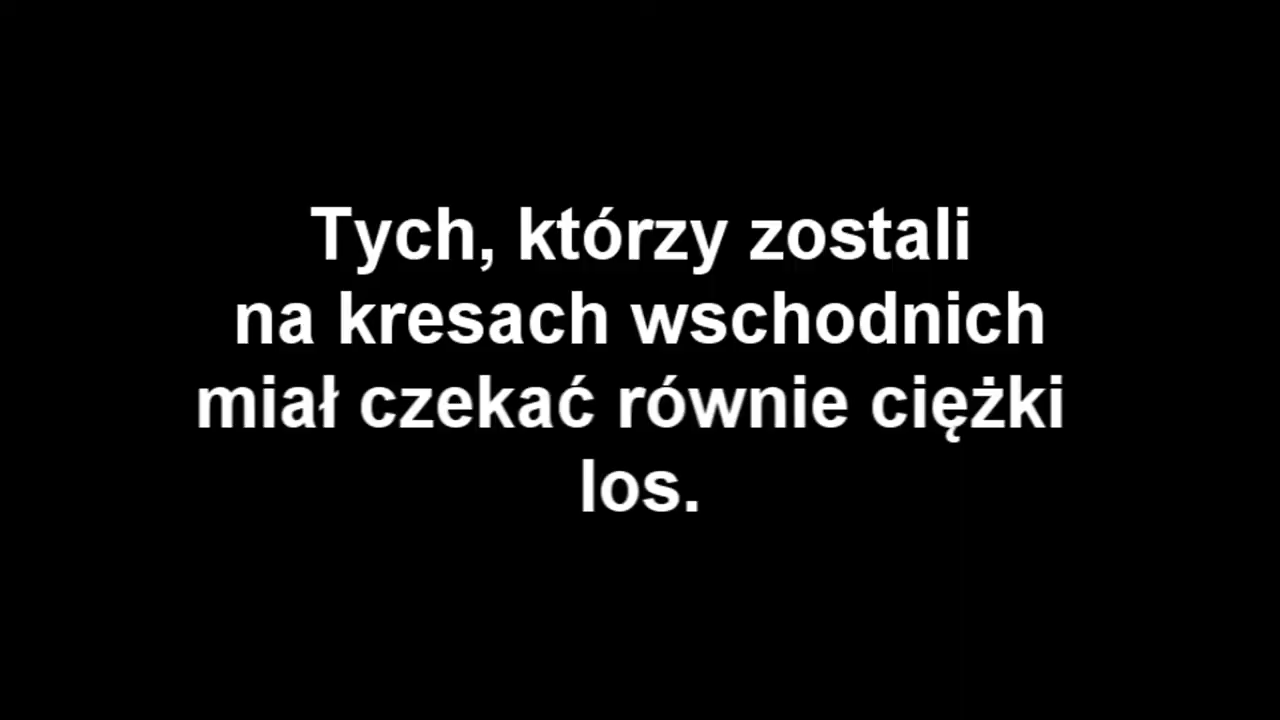 Tych, którzy zostali
na kresach wschodnich
miał czekać równie ciężki
los.